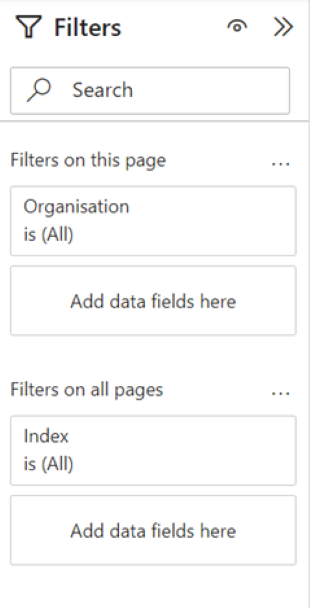 Filters
Search
Filters on this page
...
Organisation
is (All)
Add data fields here
Filters on all pages
...
Index
is (All)
Add data fields here